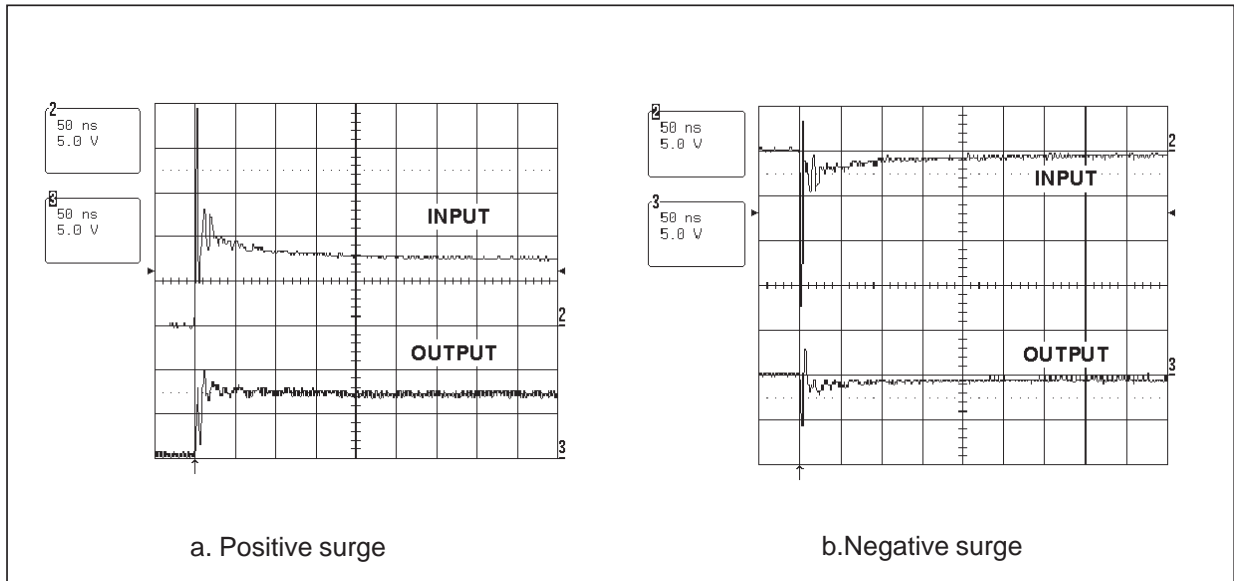 2
50 ns
5.0 V
3
50 ns
5.0 V
INPUT
2
OUTPUT
3
a. Positive surge
2
50 ns
5.0 V
3
50 ns
5.0 V
2
INPUT
OUTPUT
3
b.Negative surge